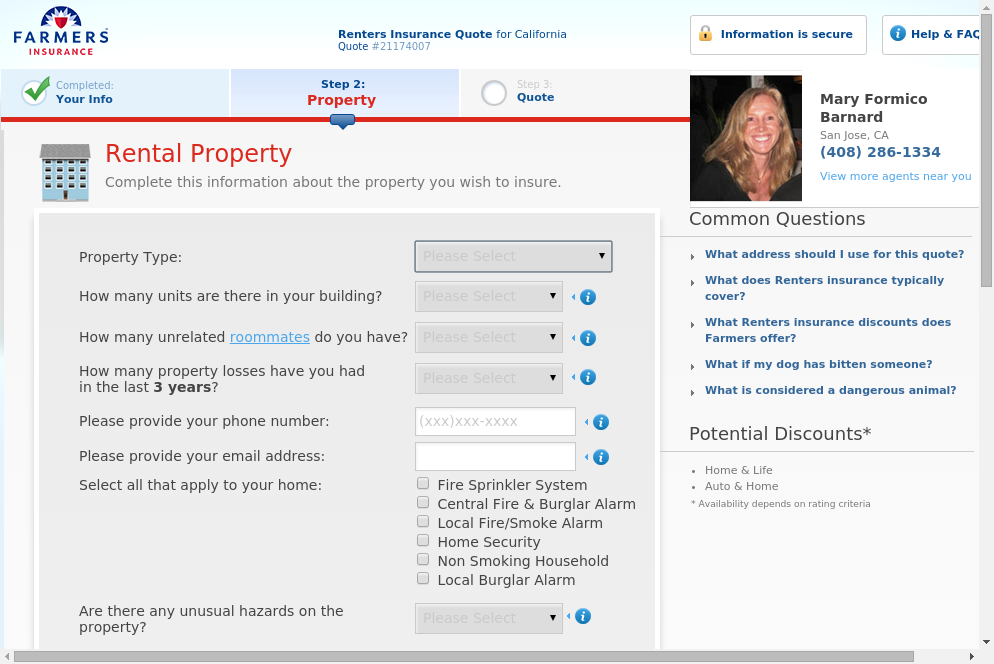 FARMERS
INSURANCE
Renters Insurance Quote for California
Quote #21174007
Information is secure
Help & FAQ
Completed:
Your Info
Step 2:
Property
Step 3:
Quote
Mary Formico
Barnard
San Jose, CA
(408) 286-1334
View more agents near you
Rental Property
Complete this information about the property you wish to insure.
Property Type:
Please Select
How many units are there in your building?
Please Select
How many unrelated roommates do you have?
Please Select
How many property losses have you had
in the last 3 years?
Please Select
Please provide your phone number:
(xxx)xxx-xxxx
Please provide your email address:
Select all that apply to your home:
Fire Sprinkler System
Central Fire & Burglar Alarm
Local Fire/Smoke Alarm
Home Security
Non Smoking Household
Local Burglar Alarm
Are there any unusual hazards on the
property?
Please Select
Common Questions
What address should I use for this quote?
What does Renters insurance typically
cover?
What Renters insurance discounts does
Farmers offer?
What if my dog has bitten someone?
What is considered a dangerous animal?
Potential Discounts*
Home & Life
Auto & Home
* Availability depends on rating criteria